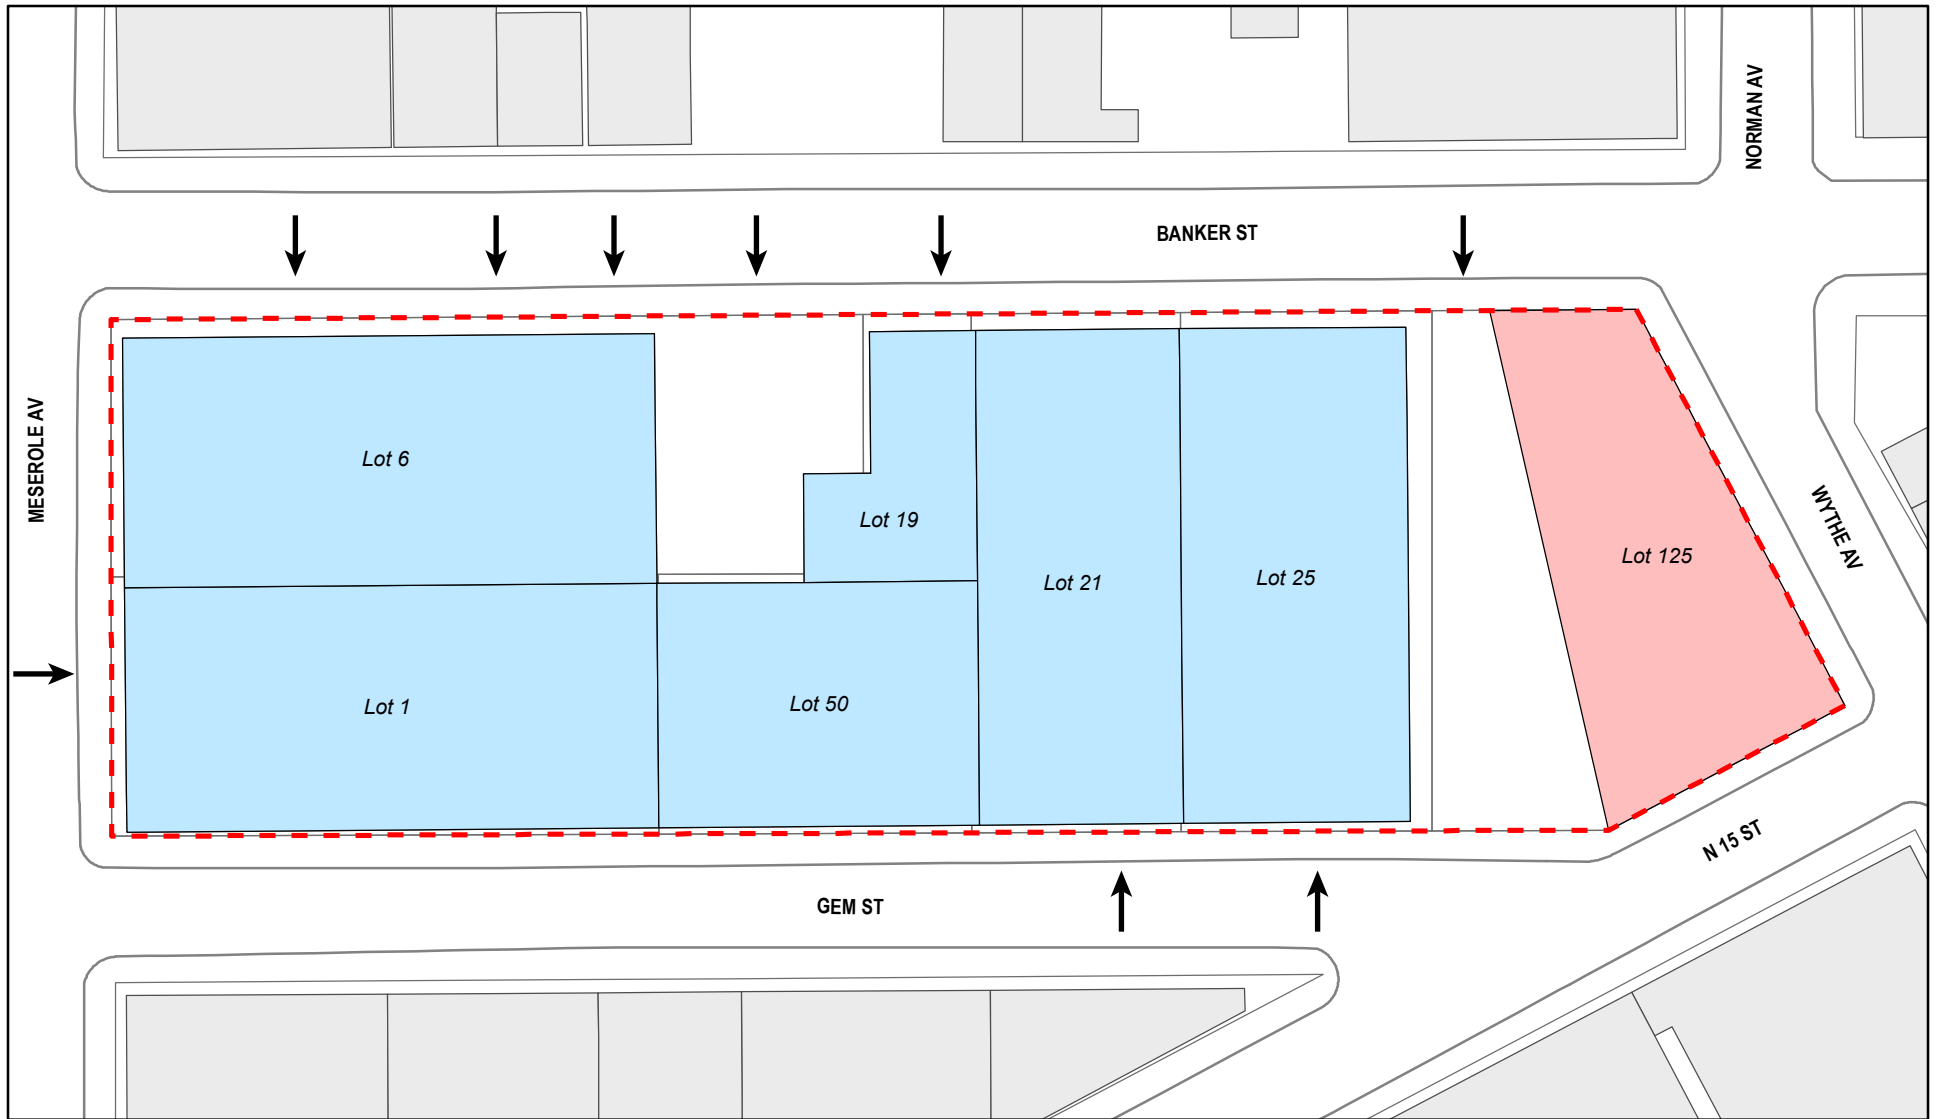 NORMAN AV
BANKER ST
MESEROLE AV
Lot 6
Lot 19
WYTHE AV
Lot 125
Lot 21
Lot 25
Lot 1
Lot 50
N 15 ST
GEM ST